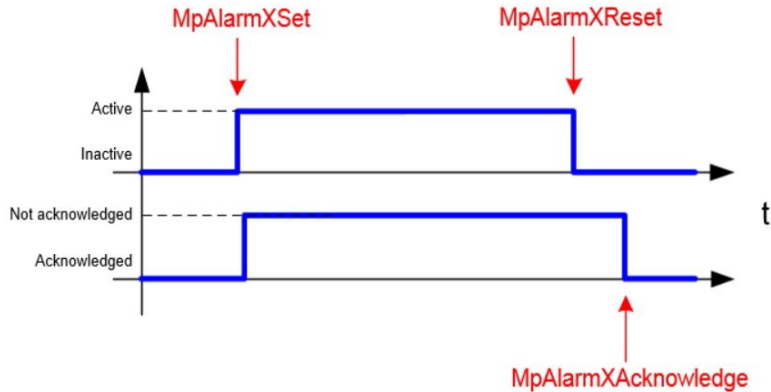 MpAlarmXSet
MpAlarmXReset
Active
Inactive
Not acknowledged
t
Acknowledged
MpAlarmXAcknowledge